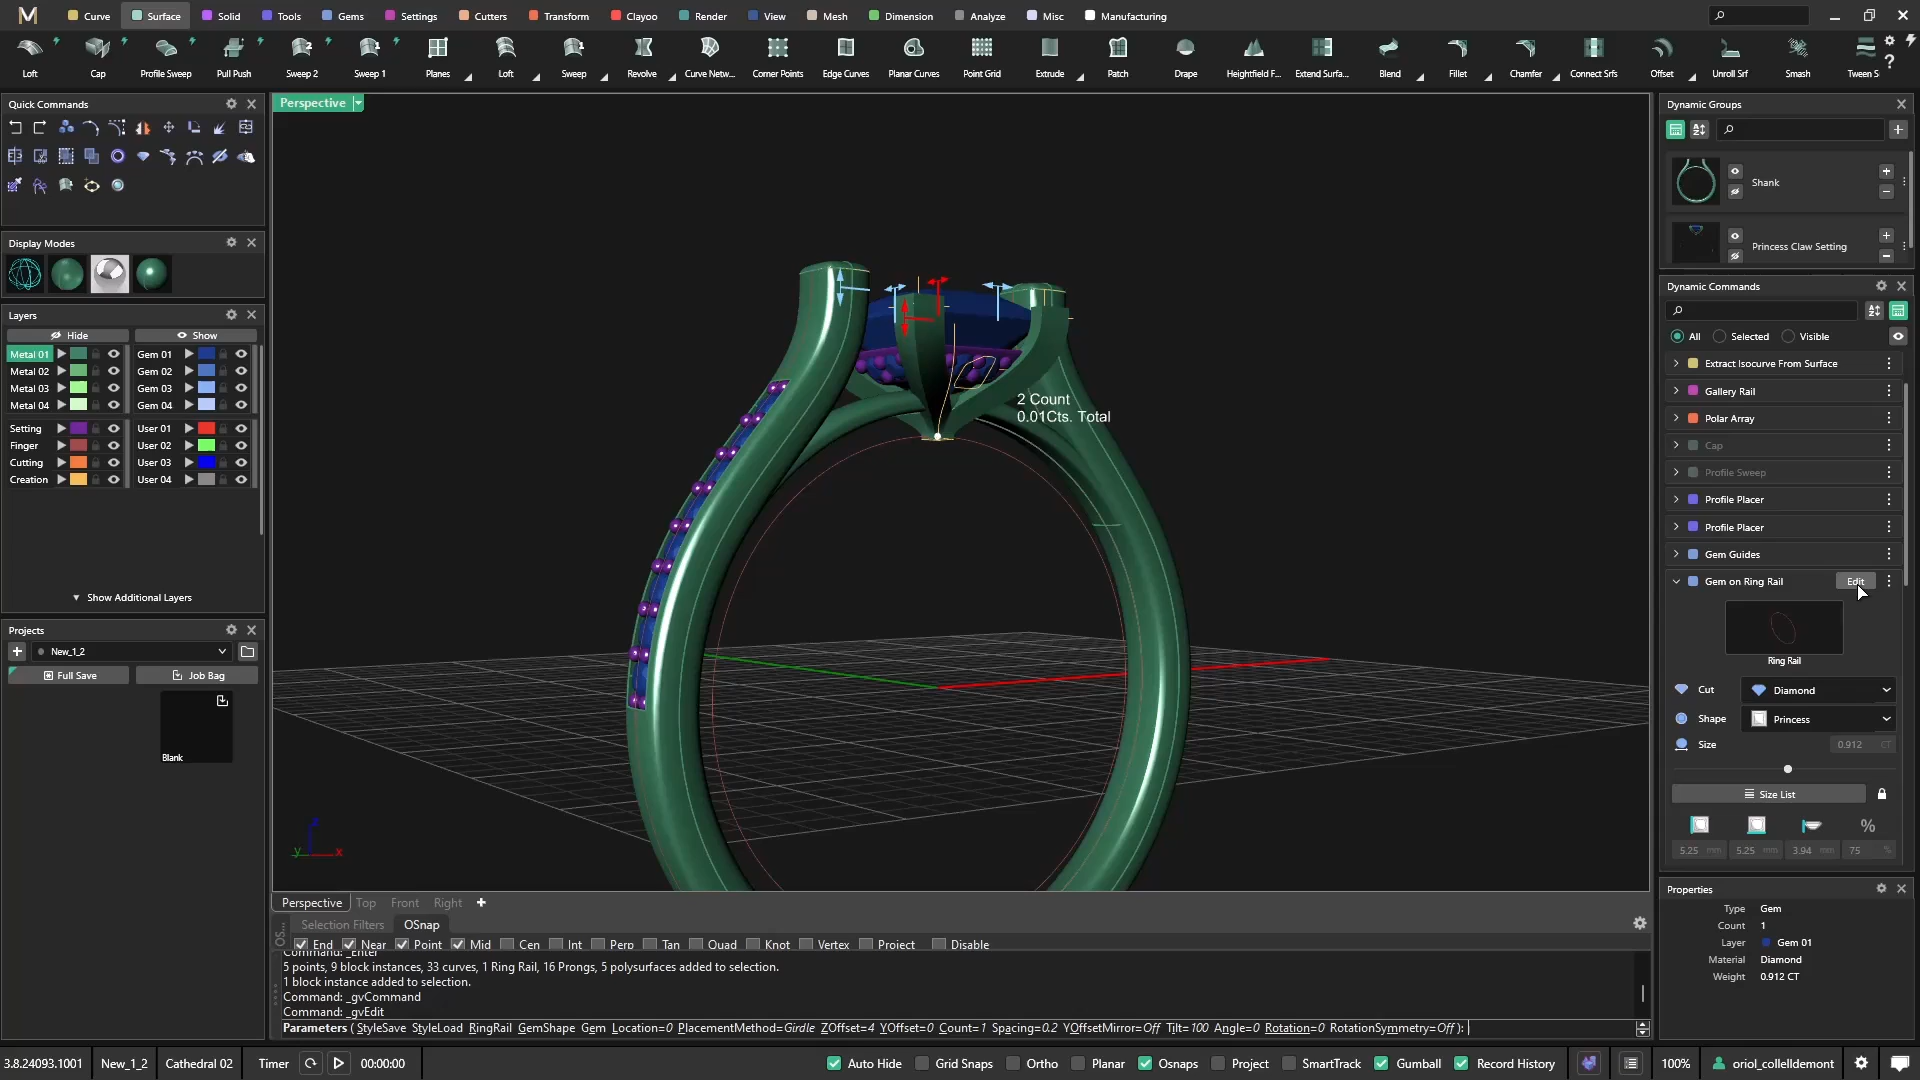 Curve Surface Solid Tools Gems Settings Cutters Transform Clayoo Render View Mesh Dimension Analyze Misc Manufacturing
Loft Cap Profile Sweep Pull Push Sweep 2 Sweep 1 Planes Loft Sweep Revolve Curve Netw... Corner Points Edge Curves Planar Curves Point Grid Extrude Patch Drape Heightfield F... Extend Surfa... Blend Fillet Chamfer Connect Srfs Offset Unroll Srf Smash Tween S
Quick Commands
Display Modes
Layers
Hide Show
Metal 01 Gem 01
Metal 02 Gem 02
Metal 03 Gem 03
Metal 04 Gem 04
Setting User 01
Finger User 02
Cutting User 03
Creation User 04
Show Additional Layers
Projects
New_1_2
Full Save Job Bag
Blank
Perspective
2 Count
0.01Cts. Total
z
y x
Perspective Top Front Right
Selection Filters OSnap
End Near Point Mid Cen Int Perp Tan Quad Knot Vertex Project Disable
Command: _Enter
5 points, 9 block instances, 33 curves, 1 Ring Rail, 16 Prongs, 5 polysurfaces added to selection.
1 block instance added to selection.
Command: _gvCommand
Command: _gvEdit
Parameters ( StyleSave StyleLoad RingRail GemShape Gem Location=0 PlacementMethod=Girdle ZOffset=4 YOffset=0 Count=1 Spacing=0.2 YOffsetMirror=Off Tilt=100 Angle=0 Rotation=0 RotationSymmetry=Off ):
Dynamic Groups
Shank
Princess Claw Setting
Dynamic Commands
All Selected Visible
Extract Isocurve From Surface
Gallery Rail
Polar Array
Cap
Profile Sweep
Profile Placer
Profile Placer
Gem Guides
Gem on Ring Rail Edit
Ring Rail
Cut Diamond
Shape Princess
Size 0.912 CT
Size List
%
5.25 mm 5.25 mm 3.94 mm 75 %
Properties
Type Gem
Count 1
Layer Gem 01
Material Diamond
Weight 0.912 CT
3.8.24093.1001 New_1_2 Cathedral 02 Timer 00:00:00 Auto Hide Grid Snaps Ortho Planar Osnaps Project SmartTrack Gumball Record History 100% oriol_collelldemont